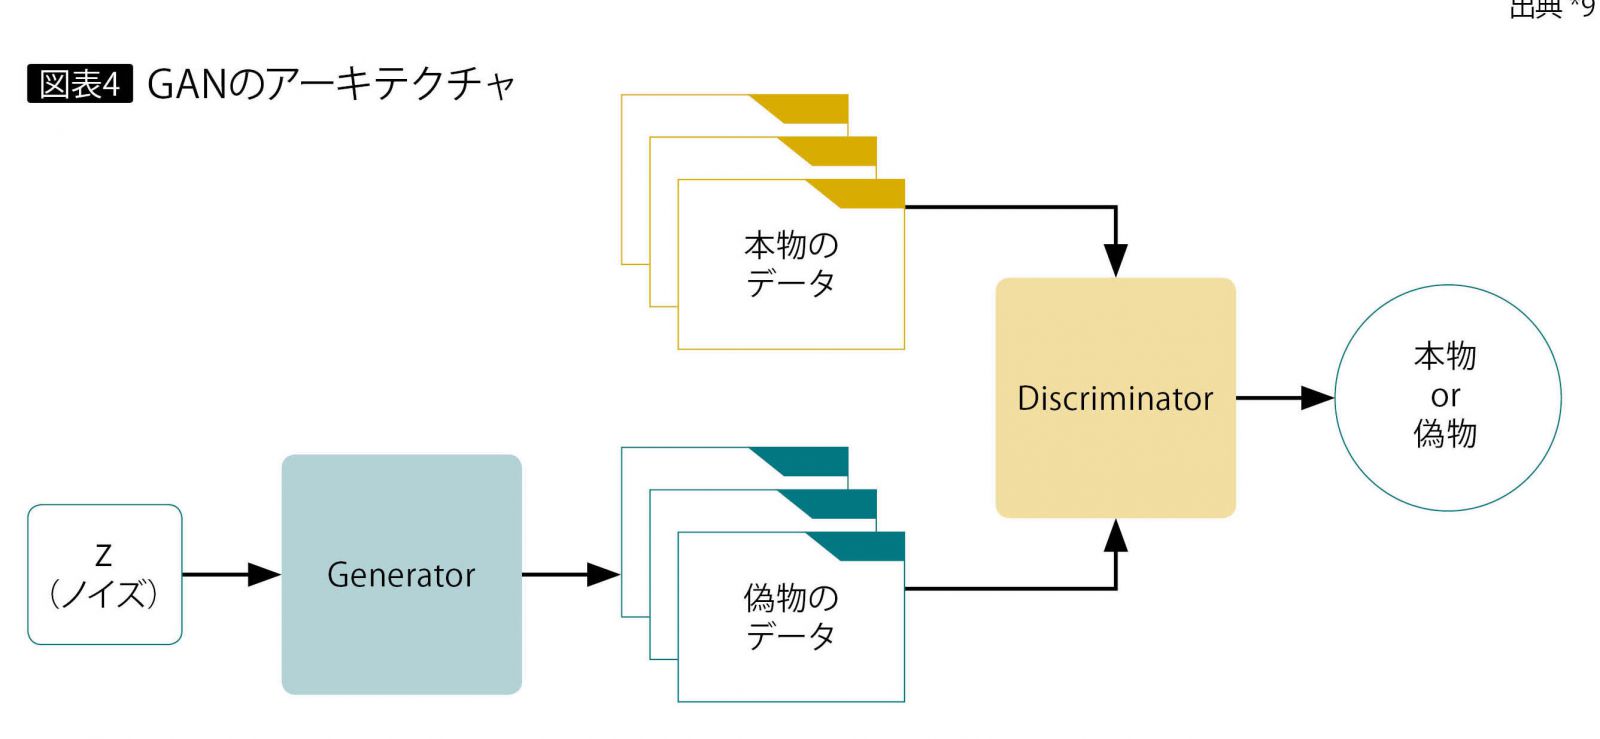 出典 *9
図表4 GANのアーキテクチャ
本物の
データ
Discriminator
本物
or
偽物
z
（ノイズ）
Generator
偽物の
データ